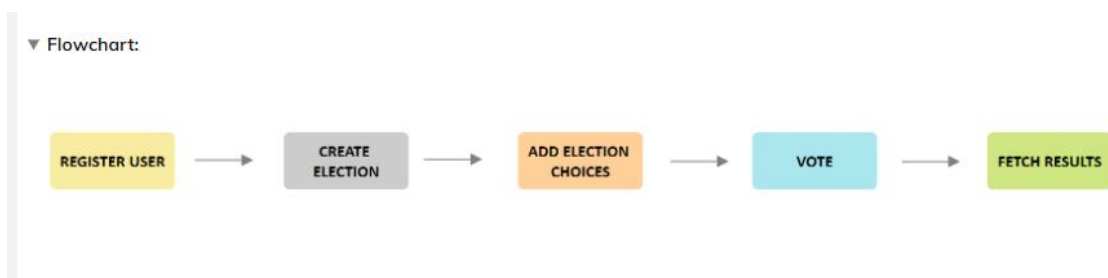 Flowchart:
REGISTER USER
CREATE
ELECTION
ADD ELECTION
CHOICES
VOTE
FETCH RESULTS